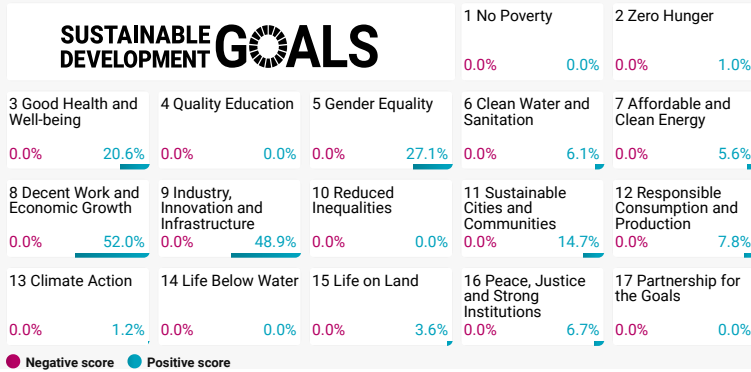 SUSTAINABLE
DEVELOPMENT
GOALS
1 No Poverty
0.0% 0.0%
2 Zero Hunger
0.0% 1.0%
3 Good Health and
Well-being
0.0% 20.6%
4 Quality Education
0.0% 0.0%
5 Gender Equality
0.0% 27.1%
6 Clean Water and
Sanitation
0.0% 6.1%
7 Affordable and
Clean Energy
0.0% 5.6%
8 Decent Work and
Economic Growth
0.0% 52.0%
9 Industry,
Innovation and
Infrastructure
0.0% 48.9%
10 Reduced
Inequalities
0.0% 0.0%
11 Sustainable
Cities and
Communities
0.0% 14.7%
12 Responsible
Consumption and
Production
0.0% 7.8%
13 Climate Action
0.0% 1.2%
14 Life Below Water
0.0% 0.0%
15 Life on Land
0.0% 3.6%
16 Peace, Justice
and Strong
Institutions
0.0% 6.7%
17 Partnership for
the Goals
0.0% 0.0%
Negative score Positive score